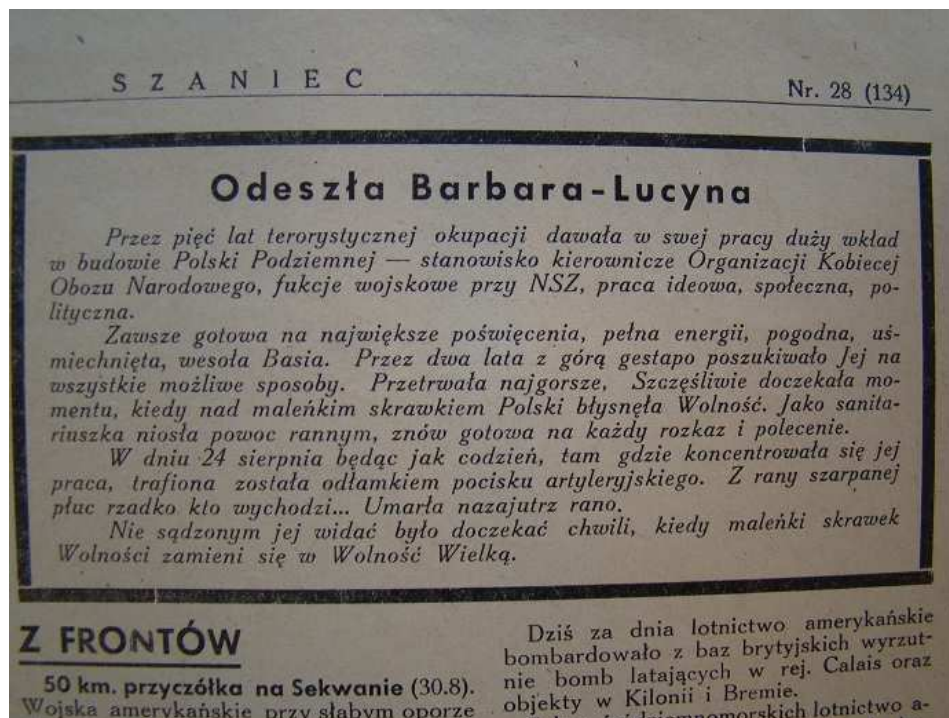 SZANIEC
Nr. 28 (134)
Odeszła Barbara-Lucyna
Przez pięć lat terorystycznej okupacji dawała w swej pracy duży wkład
w budowie Polski Podziemnej — stanowisko kierownicze Organizacji Kobiecej
Obozu Narodowego, fukcje wojskowe przy NSZ, praca ideowa, społeczna, po-
lityczna.
Zawsze gotowa na największe poświęcenia, pełna energii, pogodna, uś-
miechnięta, wesoła Basia. Przez dwa lata z górą gestapo poszukiwało Jej na
wszystkie możliwe sposoby. Przetrwała najgorsze, Szczęśliwie doczekała mo-
mentu, kiedy nad maleńkim skrawkiem Polski błysnęła Wolność. Jako sanita-
riuszka niosła powoc rannym, znów gotowa na każdy rozkaz i polecenie.
W dniu 24 sierpnia będąc jak codzień, tam gdzie koncentrowała się jej
praca, trafiona została odłamkiem pocisku artyleryjskiego. Z rany szarpanej
płuc rzadko kto wychodzi... Umarła nazajutrz rano.
Nie sądzonym jej widać było doczekać chwili, kiedy maleńki skrawek
Wolności zamieni się w Wolność Wielką.
Z FRONTÓW
50 km. przyczółka na Sekwanie (30.8).
Wojska amerykańskie przy słabym oporze
Dziś za dnia lotnictwo amerykańskie
bombardowało z baz brytyjskich wyrzut-
nie bomb latających w rej. Calais oraz
objekty w Kilonii i Bremie.
lotnictwo a-